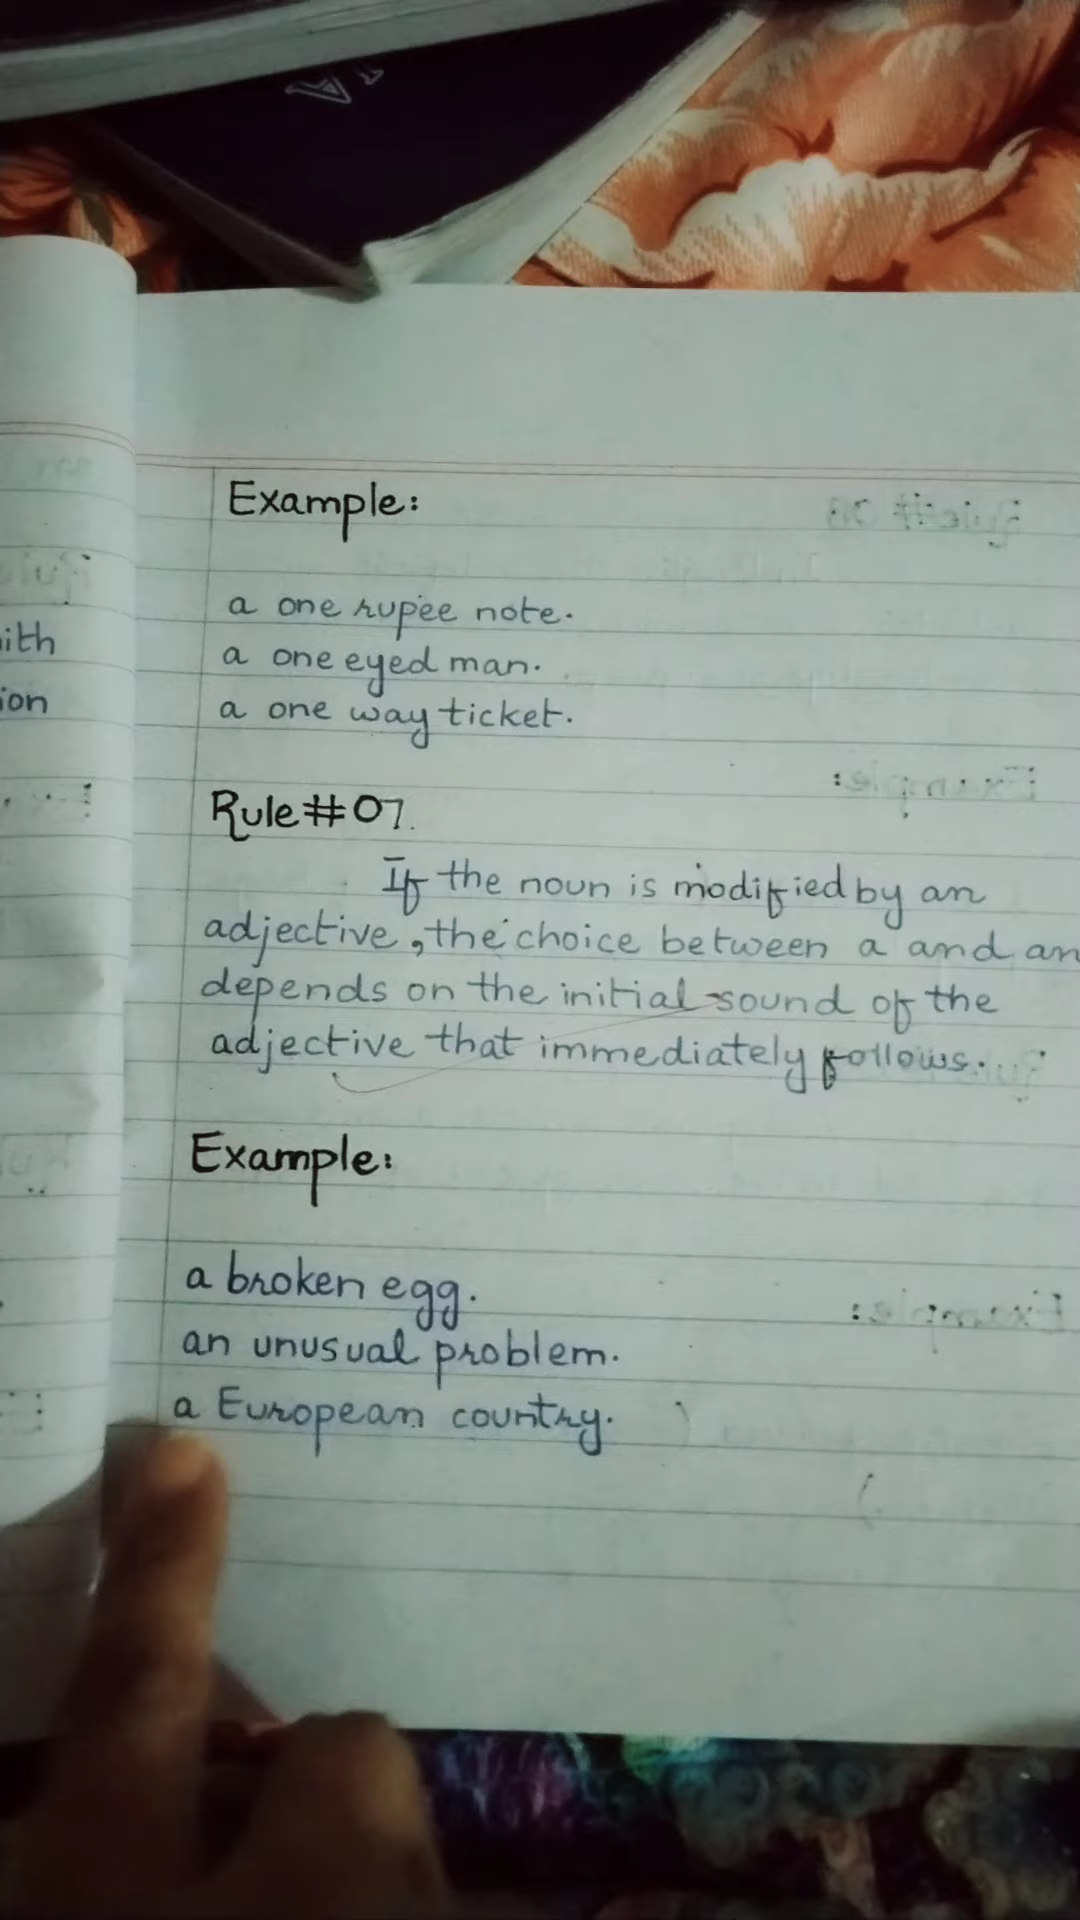 Example:
a one rupee note.
a one eyed man.
a one way ticket.
Rule#07.
If the noun is modified by an
adjective, the choice between a and an
depends on the initial sound of the
adjective that immediately follows.
Example:
a broken egg.
an unusual problem.
a European country.
ith
ion